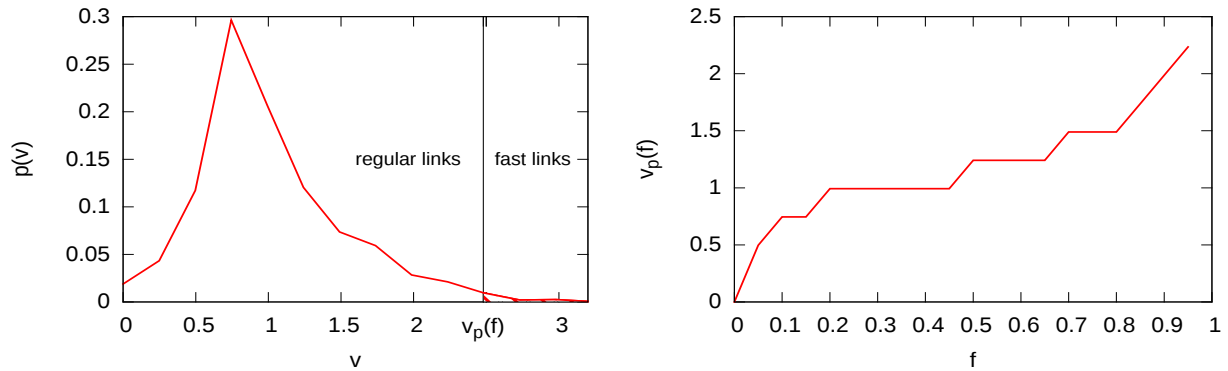 0.3
0.25
0.2
0.15
0.1
0.05
0
p(v)
regular links
fast links
0 0.5 1 1.5 2 v_p(f) 3
v
2.5
2
1.5
1
0.5
0
v_p(f)
0 0.1 0.2 0.3 0.4 0.5 0.6 0.7 0.8 0.9 1
f